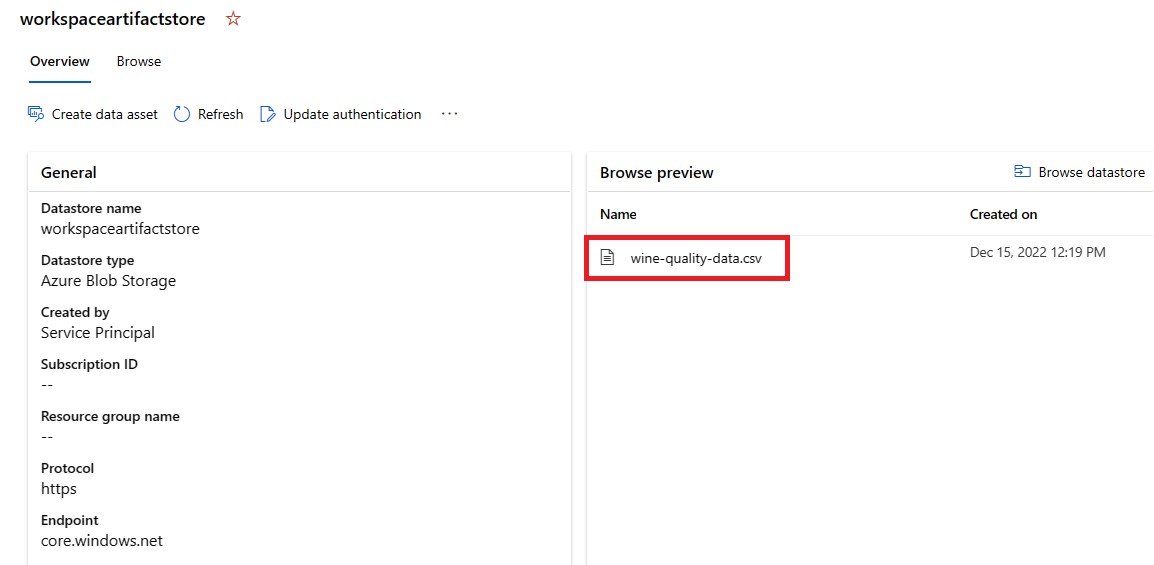 workspaceartifactstore
Overview Browse
Create data asset Refresh Update authentication ...
General
Datastore name
workspaceartifactstore
Datastore type
Azure Blob Storage
Created by
Service Principal
Subscription ID
--
Resource group name
--
Protocol
https
Endpoint
core.windows.net
Browse preview Browse datastore
Name Created on
wine-quality-data.csv Dec 15, 2022 12:19 PM